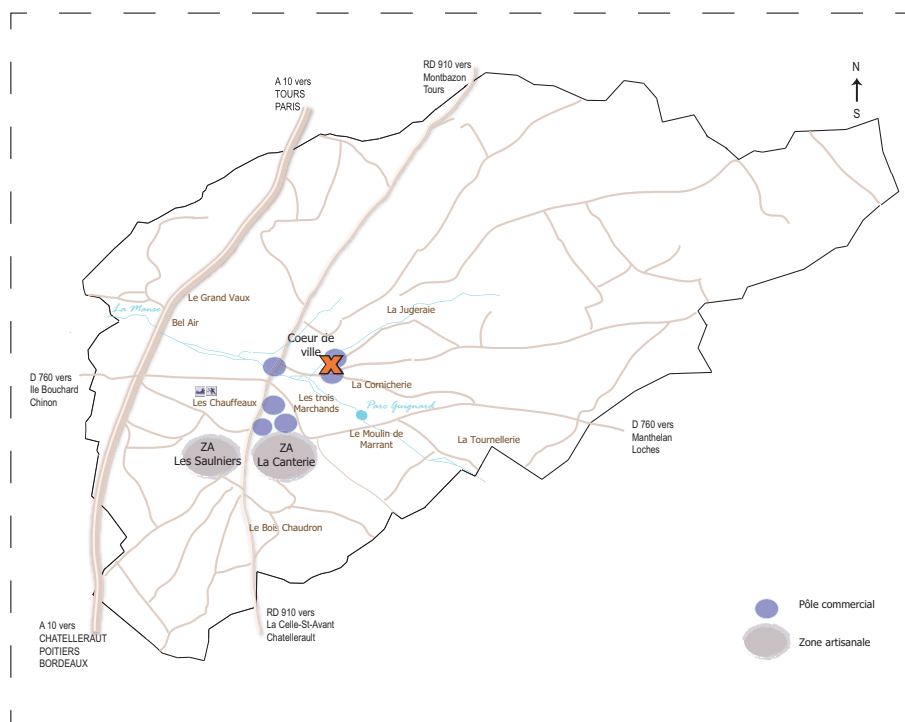 RD 910 vers
Montbazon
Tours
A 10 vers
TOURS
PARIS
N
S
Le Grand Vaux
La Manse
Bel Air
La Jugeraie
Coeur de
ville
X
D 760 vers
Ile Bouchard
Chinon
La Cornicherie
Les Chauffeaux
Les trois
Marchands
Parc Guignard
Le Moulin de
Marrant
La Tournellerie
D 760 vers
Manthelan
Loches
ZA
Les Saulniers
ZA
La Canterie
Le Bois Chaudron
RD 910 vers
La Celle-St-Avant
Chatellerault
A 10 vers
CHATELLERAUT
POITIERS
BORDEAUX
Pôle commercial
Zone artisanale